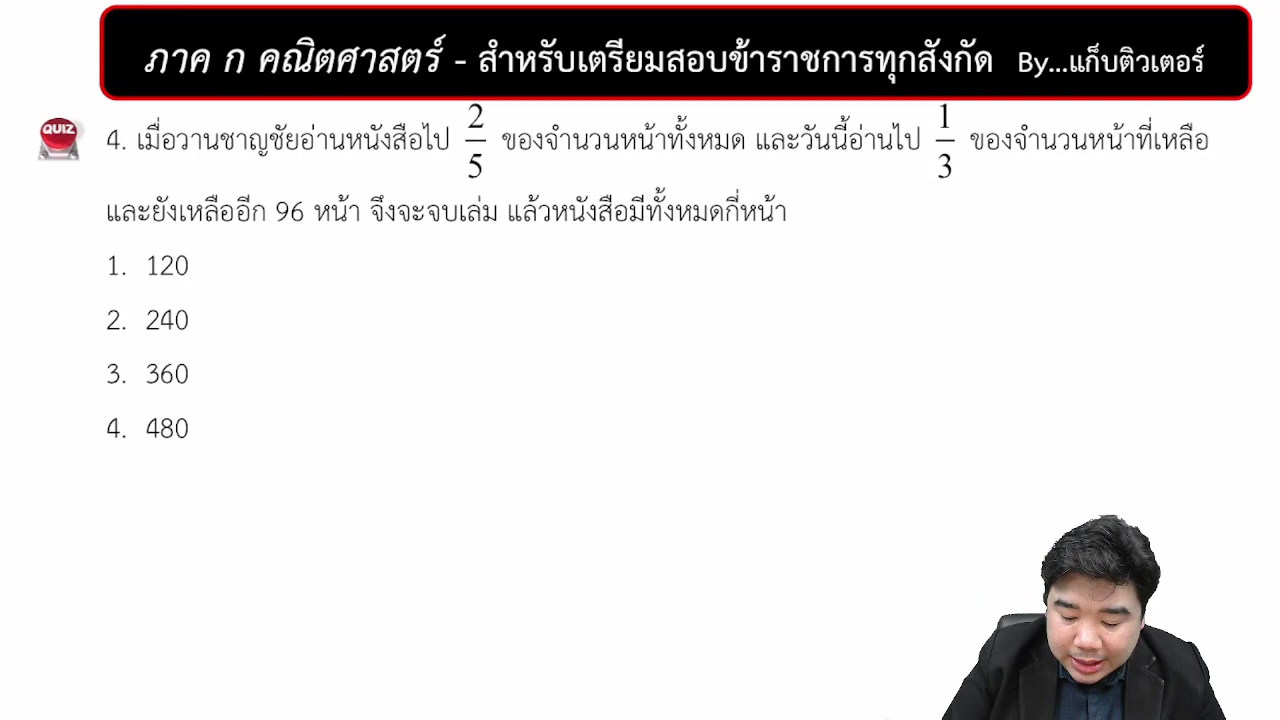 ภาค ก คณิตศาสตร์ - สำหรับเตรียมสอบข้าราชการทุกสังกัด By...แก็บติวเตอร์
QUIZ
4. เมื่อวานชาญชัยอ่านหนังสือไป 2/5 ของจำนวนหน้าทั้งหมด และวันนี้อ่านไป 1/3 ของจำนวนหน้าที่เหลือ
และยังเหลืออีก 96 หน้า จึงจะจบเล่ม แล้วหนังสือมีทั้งหมดกี่หน้า
1. 120
2. 240
3. 360
4. 480